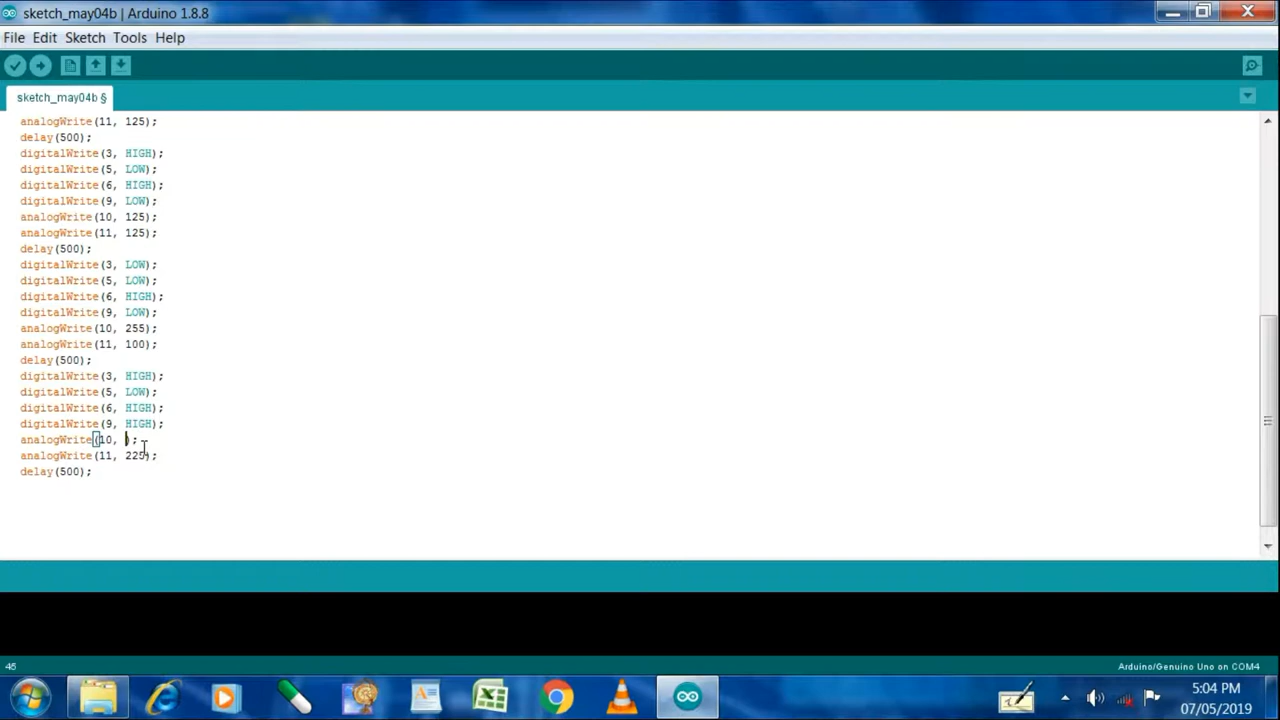 sketch_may04b | Arduino 1.8.8
File Edit Sketch Tools Help
sketch_may04b §
analogWrite(11, 125);
delay(500);
digitalWrite(3, HIGH);
digitalWrite(5, LOW);
digitalWrite(6, HIGH);
digitalWrite(9, LOW);
analogWrite(10, 125);
analogWrite(11, 125);
delay(500);
digitalWrite(3, LOW);
digitalWrite(5, LOW);
digitalWrite(6, HIGH);
digitalWrite(9, LOW);
analogWrite(10, 255);
analogWrite(11, 100);
delay(500);
digitalWrite(3, HIGH);
digitalWrite(5, LOW);
digitalWrite(6, HIGH);
digitalWrite(9, HIGH);
analogWrite(10, );
analogWrite(11, 225);
delay(500);
46 Arduino/Genuino Uno on COM4
5:04 PM
07/05/2019